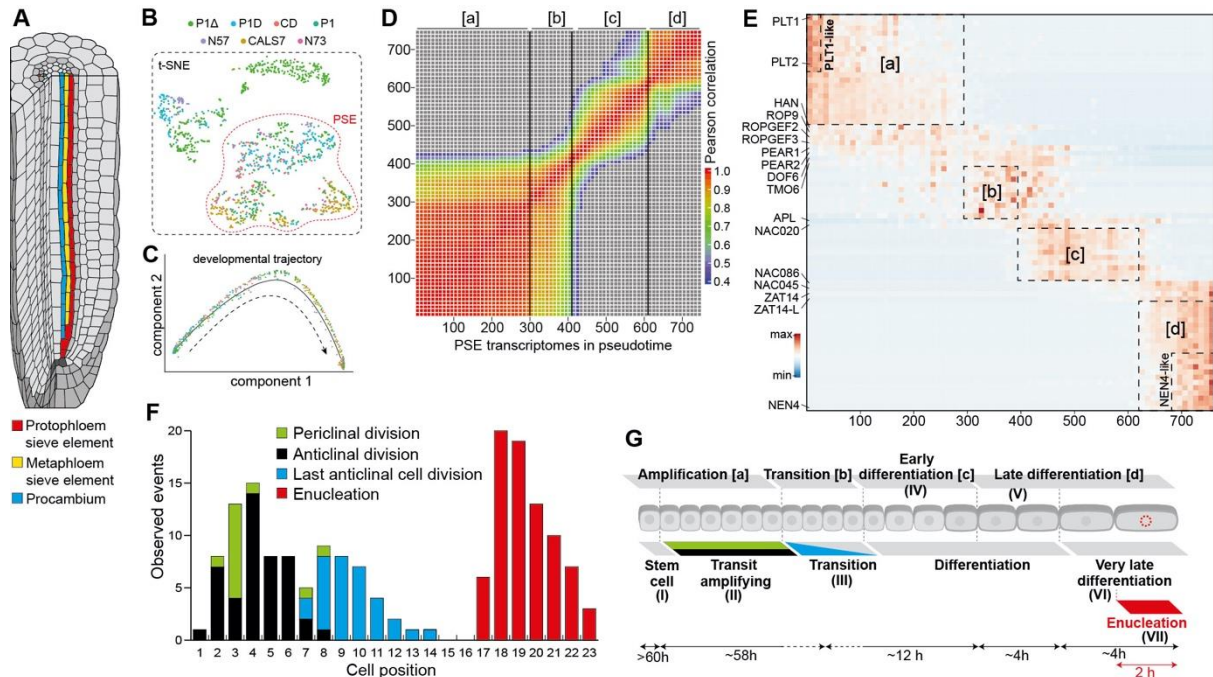 A
Protophloem
sieve element
Metaphloem
sieve element
Procambium
B
P1Δ P1D CD P1
N57 CALS7 N73
t-SNE
PSE
C
developmental trajectory
component 2
component 1
D
[a] [b] [c] [d]
700
600
500
400
300
200
100
100 200 300 400 500 600 700
PSE transcriptomes in pseudotime
Pearson correlation
1.0
0.9
0.8
0.7
0.6
0.5
0.4
E
PLT1
PLT2
HAN
ROP9
ROPGEF2
ROPGEF3
PEAR1
PEAR2
DOF6
TMO6
APL
NAC020
NAC086
NAC045
ZAT14
ZAT14-L
NEN4
max
min
PLT1-like
[a]
[b]
[c]
[d]
NEN4-like
100 200 300 400 500 600 700
F
Periclinal division
Anticlinal division
Last anticlinal cell division
Enucleation
Observed events
20
15
10
5
0
1 2 3 4 5 6 7 8 9 10 11 12 13 14 15 16 17 18 19 20 21 22 23
Cell position
G
Amplification [a] Transition [b] Early
differentiation [c]
(IV)
Late differentiation [d]
(V)
Stem
cell (I)
Transit
amplifying (II)
Transition
(III)
Differentiation
Very late
differentiation
(VI)
Enucleation
(VII)
>60h ~58h ~12 h ~4h ~4h
2 h